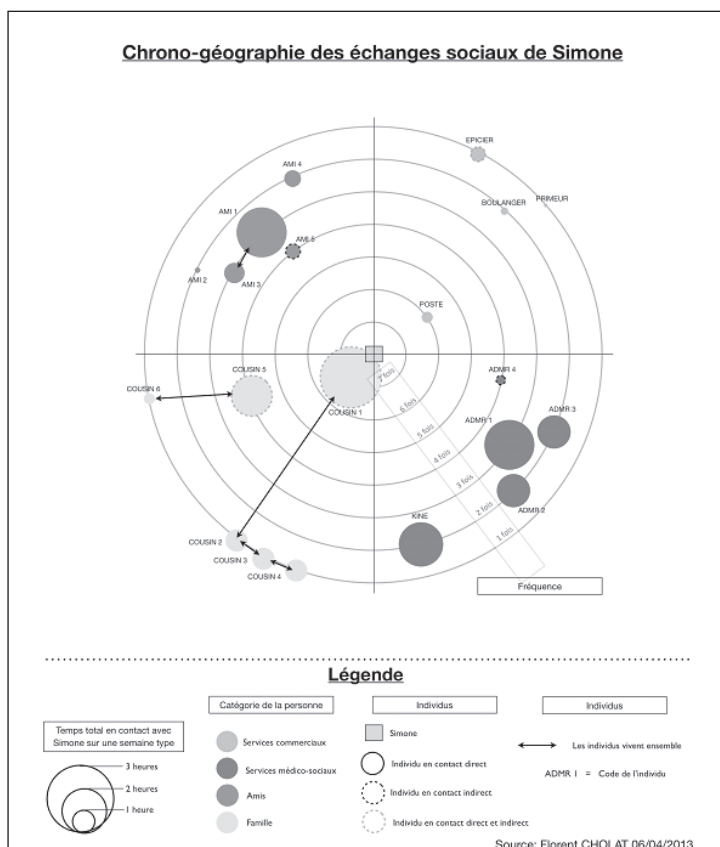 Chrono-géographie des échanges sociaux de Simone
EPICIER
AMI 4
PRIMEUR
BOULANGER
AMI 1
AMI 5
AMI 2
AMI 3
POSTE
7 fois
COUSIN 5
ADMR 4
COUSIN 6
COUSIN 1
6 fois
ADMR 3
ADMR 1
5 fois
4 fois
3 fois
ADMR 2
2 fois
KINE
1 fois
COUSIN 2
COUSIN 3
COUSIN 4
Fréquence
Légende
Catégorie de la personne
Individus
Individus
Temps total en contact avec
Simone sur une semaine type
3 heures
2 heures
1 heure
Services commerciaux
Services médico-sociaux
Amis
Famille
Simone
Individu en contact direct
Individu en contact indirect
Individu en contact direct et indirect
Les individus vivent ensemble
ADMR 1 = Code de l'individu
Source: Florent CHOLAT 06/04/2013